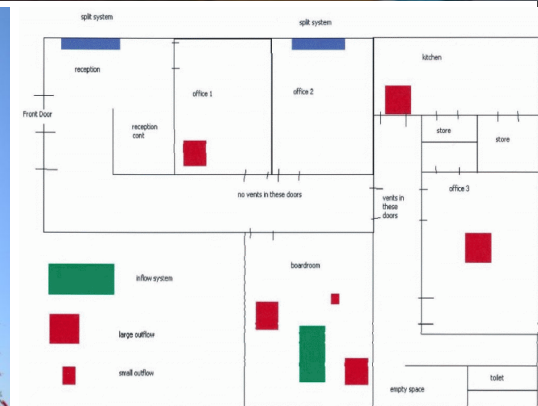 split system
split system
reception
kitchen
office 1
office 2
Front Door
reception
cont
store
store
no vents in these doors
vents in
these
doors
office 3
boardroom
inflow system
large outflow
small outflow
empty space
toilet